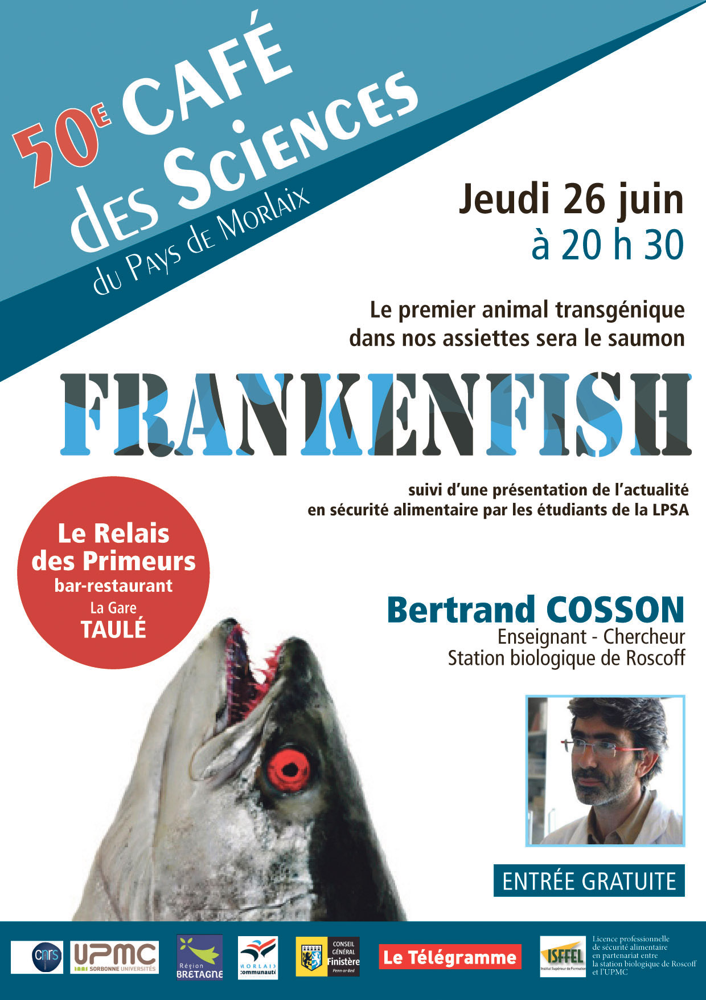 50E CAFÉ
dES SCiENCES
du PAyS dE MORlAix
Jeudi 26 juin
à 20 h 30
Le premier animal transgénique
dans nos assiettes sera le saumon
FRANKENFISH
suivi d’une présentation de l’actualité
en sécurité alimentaire par les étudiants de la LPSA
Le Relais
des Primeurs
bar-restaurant
La Gare
TAULÉ
Bertrand COSSON
Enseignant - Chercheur
Station biologique de Roscoff
ENTRÉE GRATUITE
cnrs
UPMC
SORBONNE UNIVERSITÉS
Région
BRETAGNE
MORLAIX
communauté
CONSEIL
GÉNÉRAL
Finistère
Penn-ar-Bed
Le Télégramme
ISFFEL
Institut Supérieur de Formation
Licence professionnelle
de sécurité alimentaire
en partenariat entre
la station biologique de Roscoff
et l’UPMC